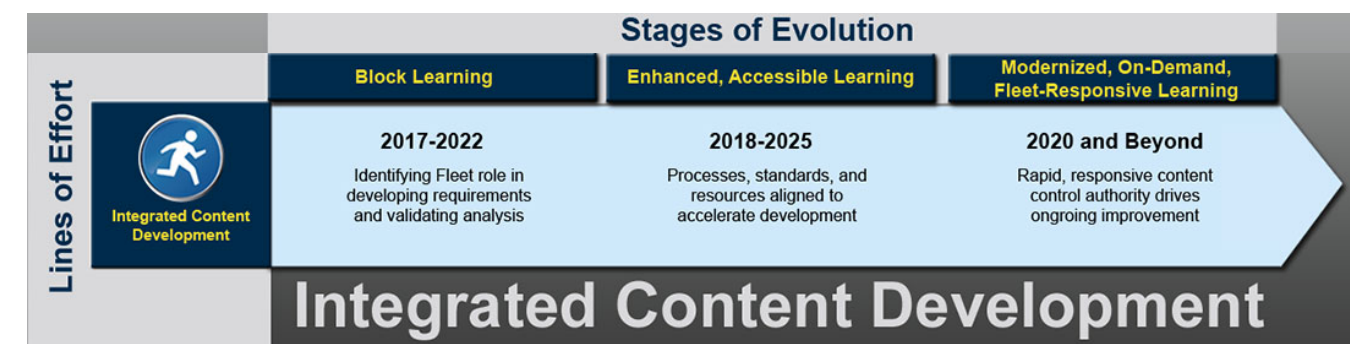 Stages of Evolution
Lines of Effort
Block Learning
Enhanced, Accessible Learning
Modernized, On-Demand,
Fleet-Responsive Learning
Integrated Content
Development
2017-2022
Identifying Fleet role in
developing requirements
and validating analysis
2018-2025
Processes, standards, and
resources aligned to
accelerate development
2020 and Beyond
Rapid, responsive content
control authority drives
ongoing improvement
Integrated Content Development